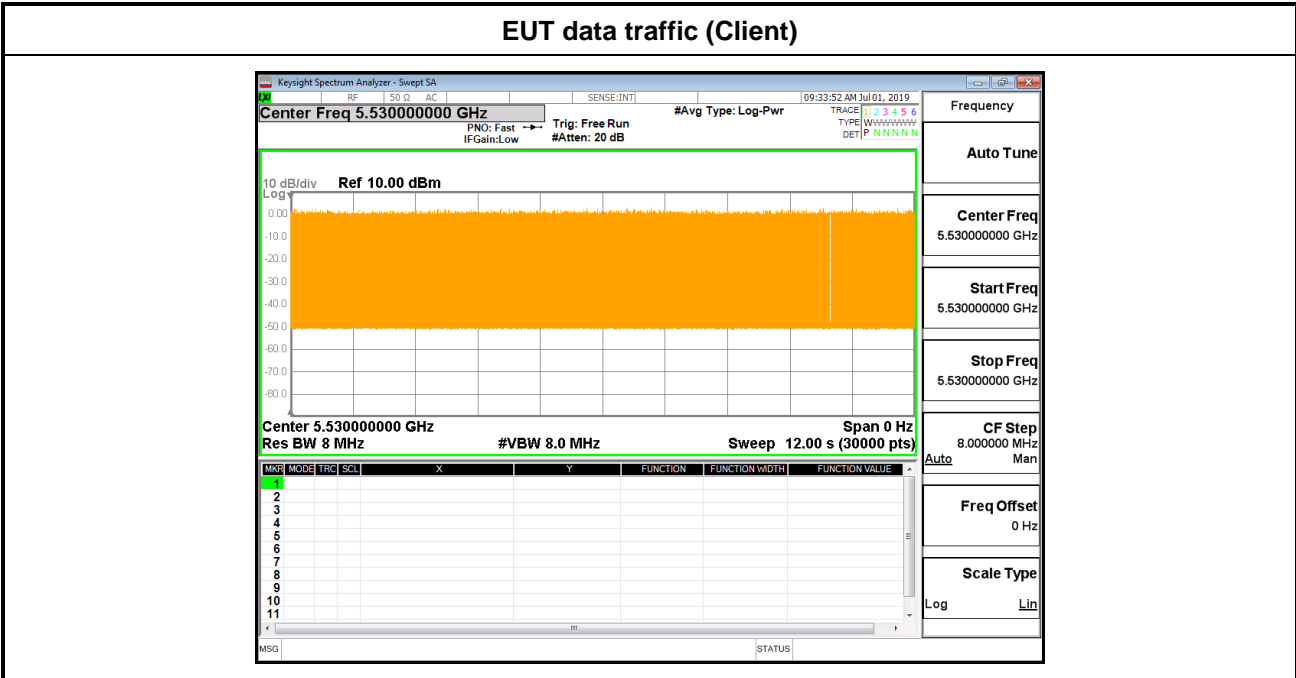 EUT data traffic (Client)
Keysight Spectrum Analyzer - Swept SA
LXI RF 50 Ω AC SENSE:INT 09:33:52 AM Jul 01, 2019
Center Freq 5.530000000 GHz
PNO: Fast
IFGain:Low
Trig: Free Run
#Atten: 20 dB
#Avg Type: Log-Pwr
TRACE 1 2 3 4 5 6
TYPE WWWWWW
DET P N N N N N
10 dB/div Ref 10.00 dBm
Log
0.00
-10.0
-20.0
-30.0
-40.0
-50.0
-60.0
-70.0
-80.0
Center 5.530000000 GHz Span 0 Hz
Res BW 8 MHz #VBW 8.0 MHz Sweep 12.00 s (30000 pts)
MKR MODE TRC SCL X Y FUNCTION FUNCTION WIDTH FUNCTION VALUE
1
2
3
4
5
6
7
8
9
10
11
MSG STATUS
Frequency
Auto Tune
Center Freq
5.530000000 GHz
Start Freq
5.530000000 GHz
Stop Freq
5.530000000 GHz
CF Step
8.000000 MHz
Auto Man
Freq Offset
0 Hz
Scale Type
Log Lin